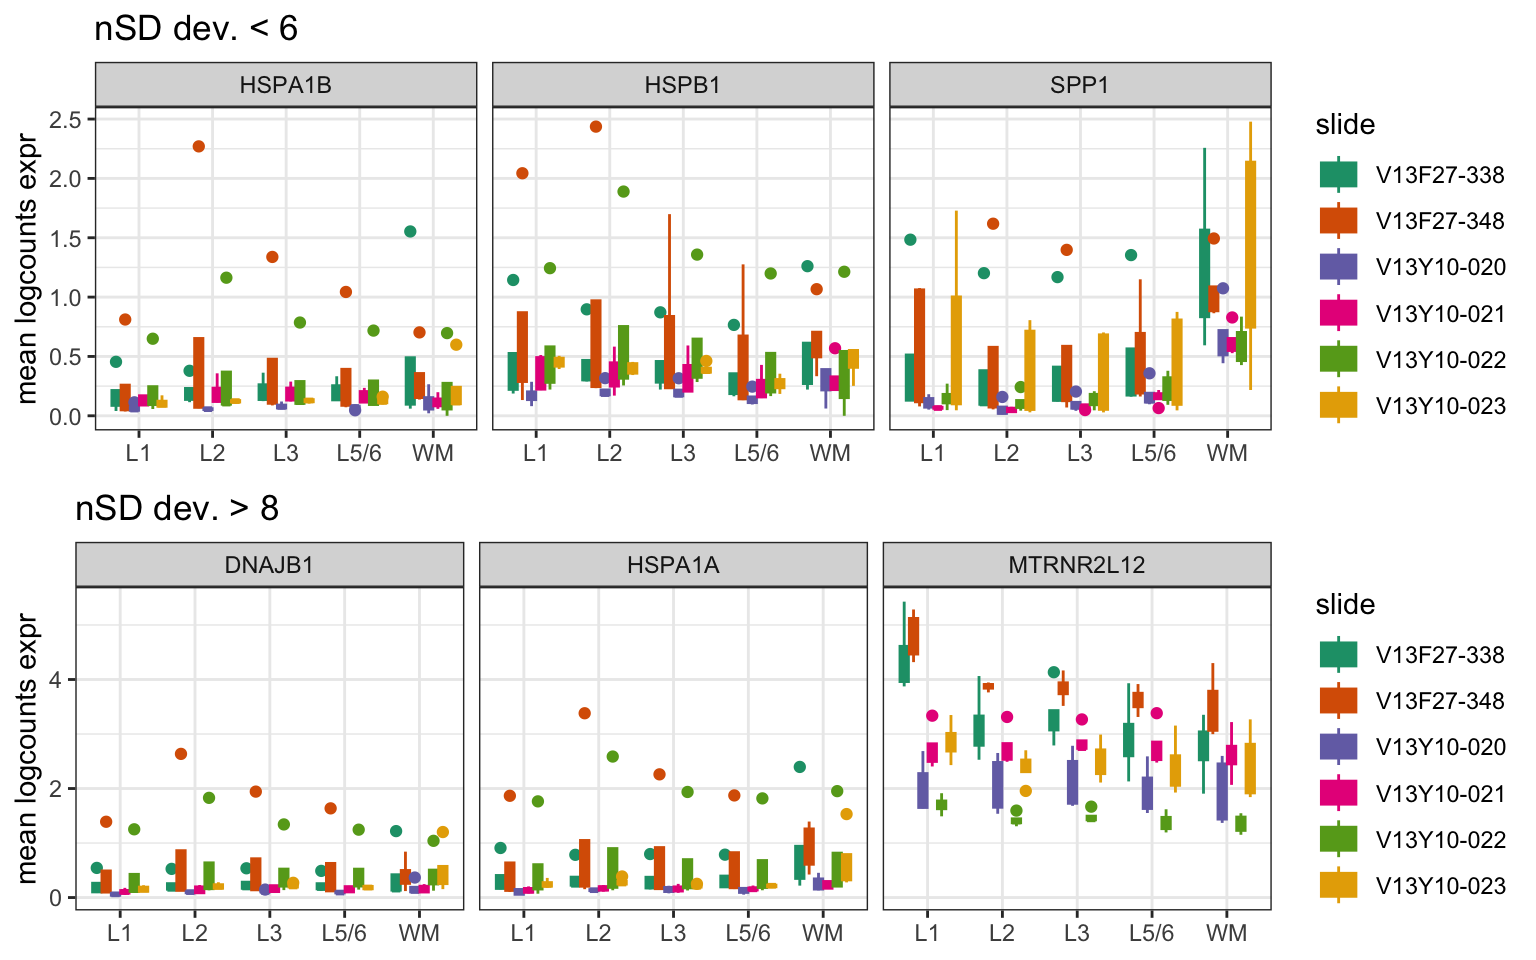 nSD dev. < 6
HSPA1B HSPB1 SPP1
mean logcounts expr
2.5
2.0
1.5
1.0
0.5
0.0
L1 L2 L3 L5/6 WM L1 L2 L3 L5/6 WM L1 L2 L3 L5/6 WM
slide
V13F27-338
V13F27-348
V13Y10-020
V13Y10-021
V13Y10-022
V13Y10-023
nSD dev. > 8
DNAJB1 HSPA1A MTRNR2L12
mean logcounts expr
4
2
0
L1 L2 L3 L5/6 WM L1 L2 L3 L5/6 WM L1 L2 L3 L5/6 WM
slide
V13F27-338
V13F27-348
V13Y10-020
V13Y10-021
V13Y10-022
V13Y10-023